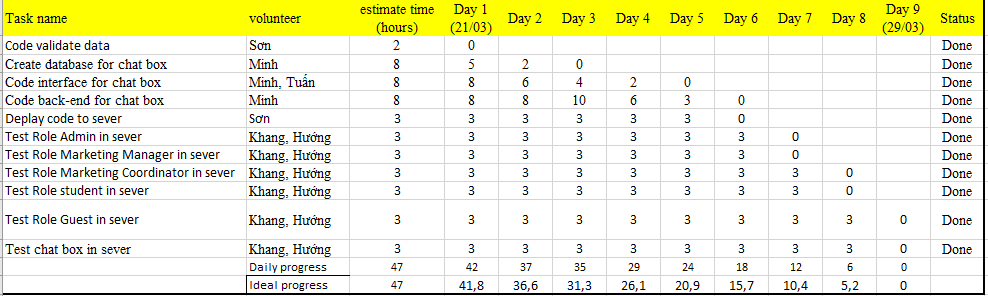 Task name volunteer estimate time (hours) Day 1 (21/03) Day 2 Day 3 Day 4 Day 5 Day 6 Day 7 Day 8 Day 9 (29/03) Status
Code validate data Sơn 2 0 Done
Create database for chat box Minh 8 5 2 0 Done
Code interface for chat box Minh, Tuấn 8 8 6 4 2 0 Done
Code back-end for chat box Minh 8 8 8 10 6 3 0 Done
Deplay code to sever Sơn 3 3 3 3 3 3 0 Done
Test Role Admin in sever Khang, Hưởng 3 3 3 3 3 3 3 0 Done
Test Role Marketing Manager in sever Khang, Hưởng 3 3 3 3 3 3 3 0 Done
Test Role Marketing Coordinator in sever Khang, Hưởng 3 3 3 3 3 3 3 3 0 Done
Test Role student in sever Khang, Hưởng 3 3 3 3 3 3 3 3 0 Done
Test Role Guest in sever Khang, Hưởng 3 3 3 3 3 3 3 3 3 0 Done
Test chat box in sever Khang, Hưởng 3 3 3 3 3 3 3 3 3 0 Done
Daily progress 47 42 37 35 29 24 18 12 6 0
Ideal progress 47 41,8 36,6 31,3 26,1 20,9 15,7 10,4 5,2 0